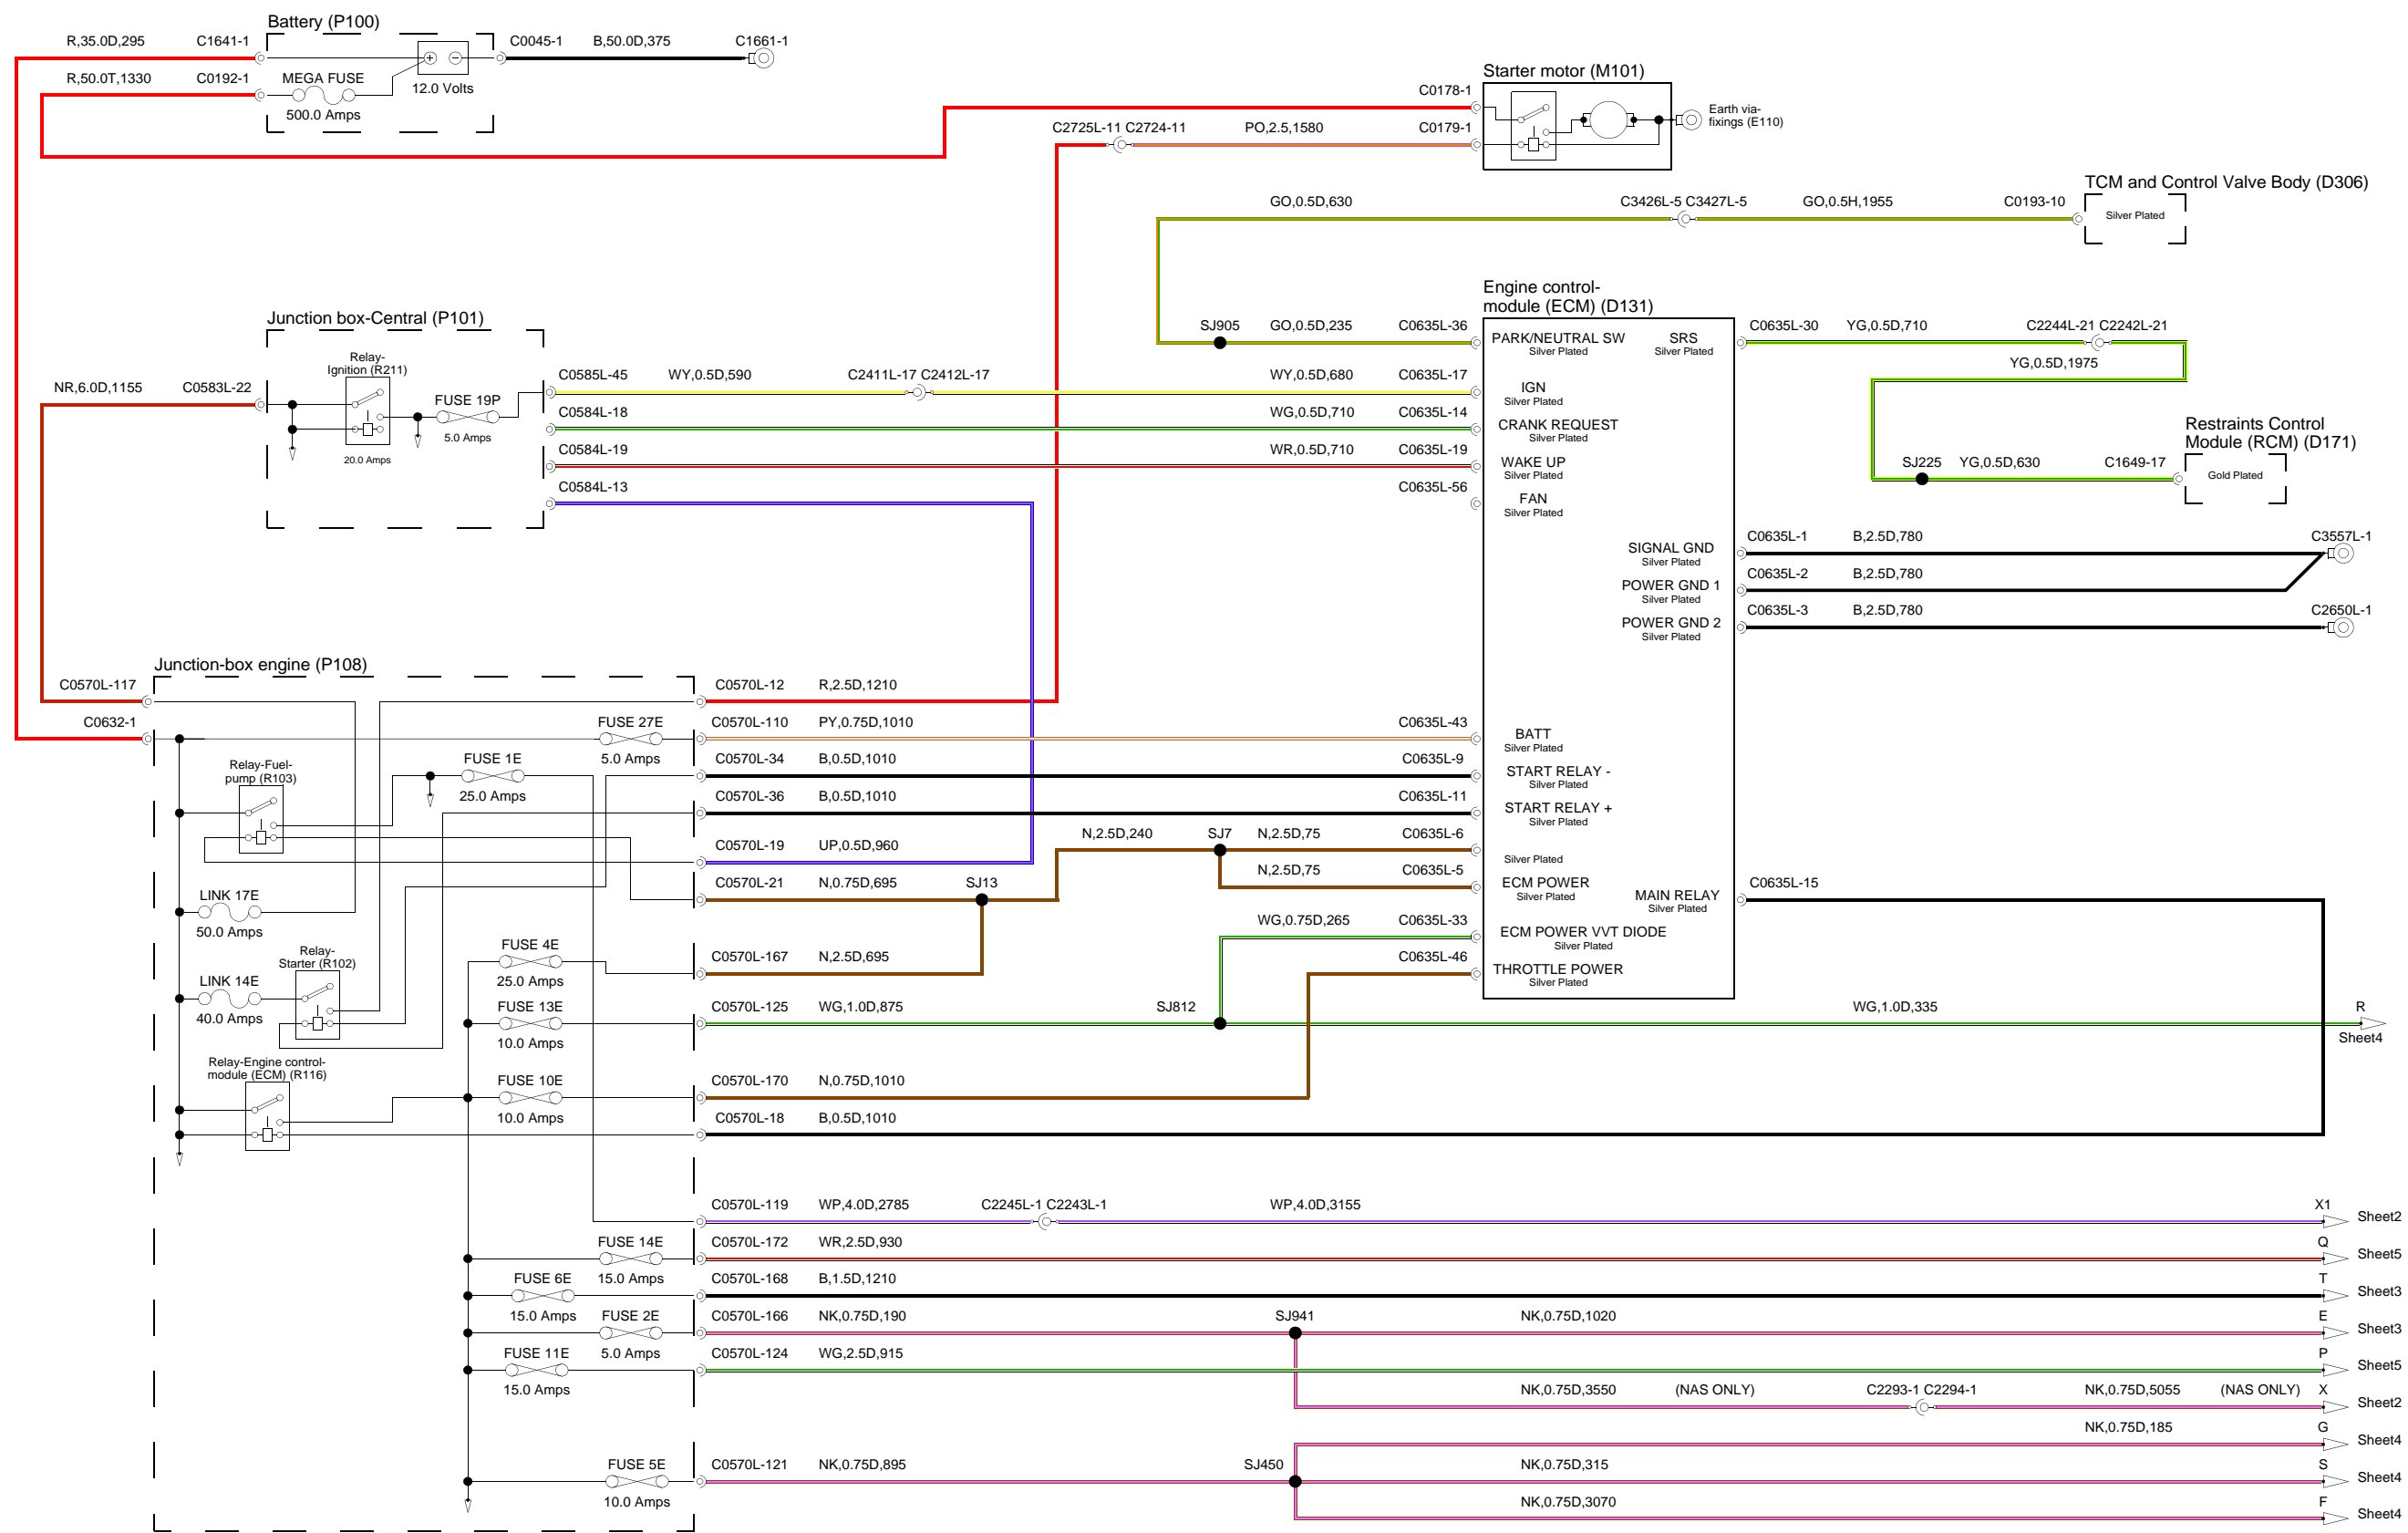 Battery (P100)
R,35.0D,295 C1641-1 C0045-1 B,50.0D,375 C1661-1
R,50.0T,1330 C0192-1 MEGA FUSE 12.0 Volts
500.0 Amps
Starter motor (M101)
C0178-1
Earth via-
fixings (E110)
C2725L-11 C2724-11 PO,2.5,1580 C0179-1
TCM and Control Valve Body (D306)
GO,0.5D,630 C3426L-5 C3427L-5 GO,0.5H,1955 C0193-10
Silver Plated
Engine control-
module (ECM) (D131)
Junction box-Central (P101)
SJ905 GO,0.5D,235 C0635L-36 PARK/NEUTRAL SW SRS C0635L-30 YG,0.5D,710 C2244L-21 C2242L-21
Silver Plated Silver Plated
YG,0.5D,1975
Relay-
Ignition (R211)
NR,6.0D,1155 C0583L-22 FUSE 19P C0585L-45 WY,0.5D,590 C2411L-17 C2412L-17 WY,0.5D,680 C0635L-17 IGN
Silver Plated
5.0 Amps
20.0 Amps
C0584L-18 WG,0.5D,710 C0635L-14 CRANK REQUEST
Silver Plated
Restraints Control
Module (RCM) (D171)
C0584L-19 WR,0.5D,710 C0635L-19 WAKE UP
Silver Plated
SJ225 YG,0.5D,630 C1649-17 Gold Plated
C0584L-13 C0635L-56 FAN
Silver Plated
SIGNAL GND C0635L-1 B,2.5D,780 C3557L-1
Silver Plated
POWER GND 1 C0635L-2 B,2.5D,780
Silver Plated
POWER GND 2 C0635L-3 B,2.5D,780 C2650L-1
Silver Plated
Junction-box engine (P108)
C0570L-117 C0570L-12 R,2.5D,1210
C0632-1 FUSE 27E C0570L-110 PY,0.75D,1010 C0635L-43 BATT
Silver Plated
5.0 Amps
Relay-Fuel-
pump (R103)
FUSE 1E C0570L-34 B,0.5D,1010 C0635L-9 START RELAY -
Silver Plated
25.0 Amps
C0570L-36 B,0.5D,1010 C0635L-11 START RELAY +
Silver Plated
C0570L-19 UP,0.5D,960 N,2.5D,240 SJ7 N,2.5D,75 C0635L-6
Silver Plated
C0570L-21 N,0.75D,695 SJ13 N,2.5D,75 C0635L-5 ECM POWER
Silver Plated
MAIN RELAY C0635L-15
Silver Plated
LINK 17E
50.0 Amps
WG,0.75D,265 C0635L-33 ECM POWER VVT DIODE
Silver Plated
Relay-
Starter (R102)
FUSE 4E C0570L-167 N,2.5D,695 C0635L-46 THROTTLE POWER
Silver Plated
25.0 Amps
LINK 14E
40.0 Amps
FUSE 13E C0570L-125 WG,1.0D,875 SJ812 WG,1.0D,335 R
Sheet4
10.0 Amps
Relay-Engine control-
module (ECM) (R116)
FUSE 10E C0570L-170 N,0.75D,1010
10.0 Amps C0570L-18 B,0.5D,1010
C0570L-119 WP,4.0D,2785 C2245L-1 C2243L-1 WP,4.0D,3155 X1 Sheet2
FUSE 14E C0570L-172 WR,2.5D,930 Q Sheet5
15.0 Amps
FUSE 6E C0570L-168 B,1.5D,1210 T Sheet3
15.0 Amps
FUSE 2E C0570L-166 NK,0.75D,190 SJ941 NK,0.75D,1020 E Sheet3
5.0 Amps
FUSE 11E C0570L-124 WG,2.5D,915 P Sheet5
15.0 Amps
NK,0.75D,3550 (NAS ONLY) C2293-1 C2294-1 NK,0.75D,5055 (NAS ONLY) X Sheet2
NK,0.75D,185 G Sheet4
FUSE 5E C0570L-121 NK,0.75D,895 SJ450 NK,0.75D,315 S Sheet4
10.0 Amps
NK,0.75D,3070 F Sheet4